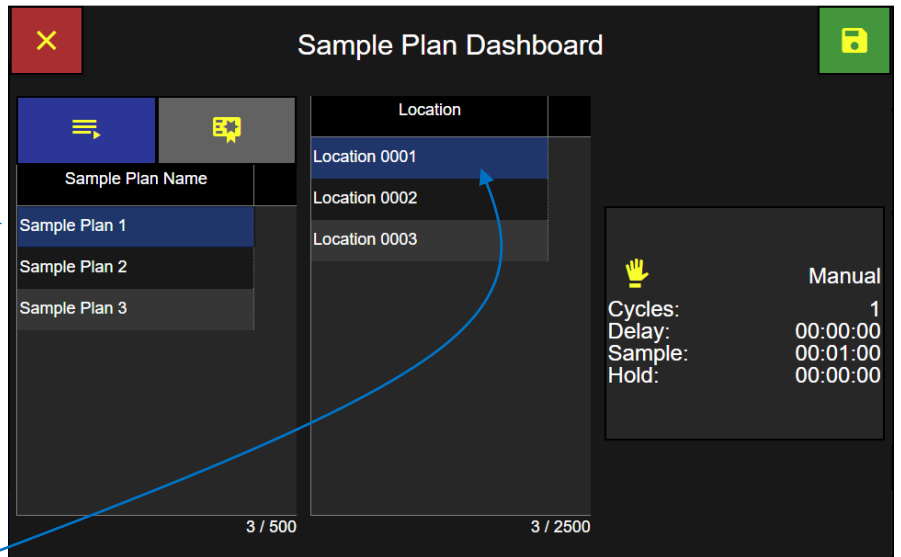 Sample Plan Dashboard
Sample Plan Name
Sample Plan 1
Sample Plan 2
Sample Plan 3
3 / 500
Location
Location 0001
Location 0002
Location 0003
3 / 2500
Manual
Cycles: 1
Delay: 00:00:00
Sample: 00:01:00
Hold: 00:00:00